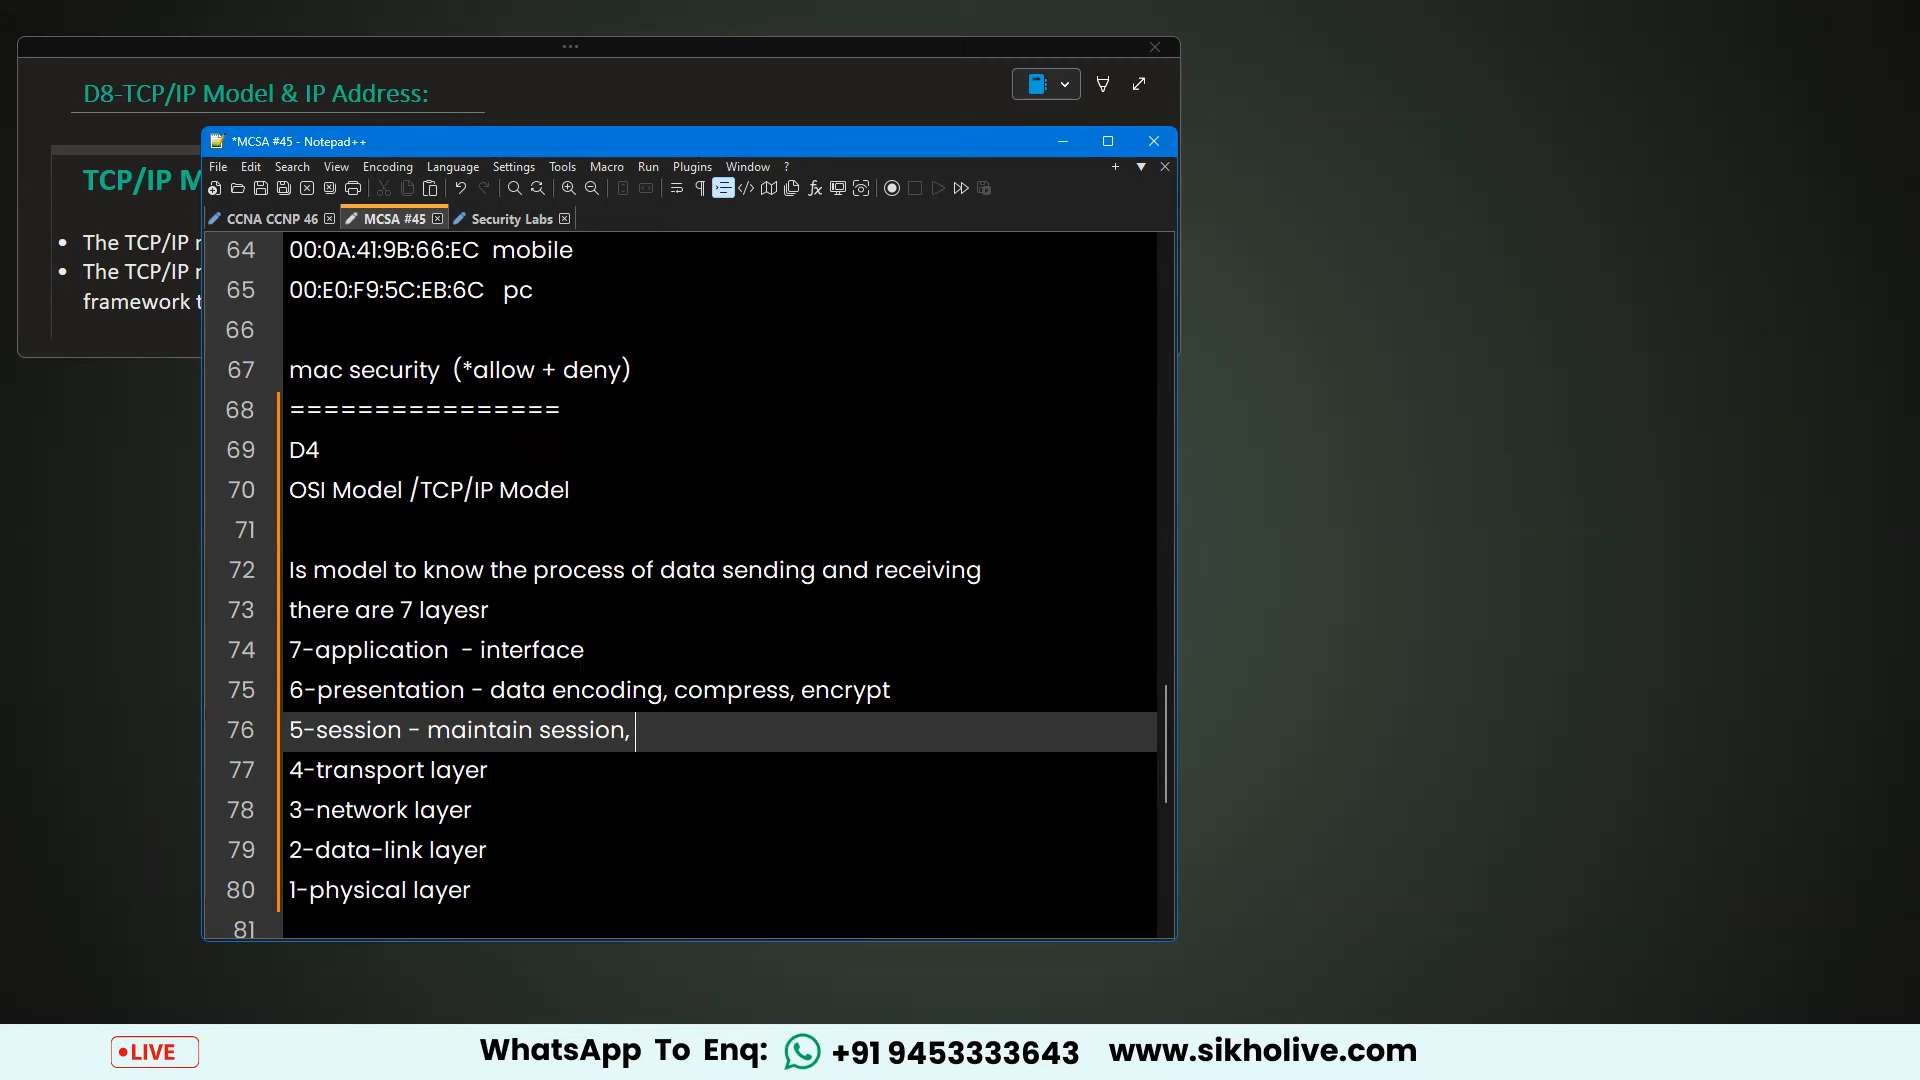 D8-TCP/IP Model & IP Address:
TCP/IP M
The TCP/IP
The TCP/IP
framework t
*MCSA #45 - Notepad++
File Edit Search View Encoding Language Settings Tools Macro Run Plugins Window ?
CCNA CCNP 46 MCSA #45 Security Labs
64 00:0A:41:9B:66:EC mobile
65 00:E0:F9:5C:EB:6C pc
66
67 mac security (*allow + deny)
68 ================
69 D4
70 OSI Model /TCP/IP Model
71
72 Is model to know the process of data sending and receiving
73 there are 7 layesr
74 7-application - interface
75 6-presentation - data encoding, compress, encrypt
76 5-session - maintain session,
77 4-transport layer
78 3-network layer
79 2-data-link layer
80 1-physical layer
81
LIVE WhatsApp To Enq: +91 9453333643 www.sikholive.com